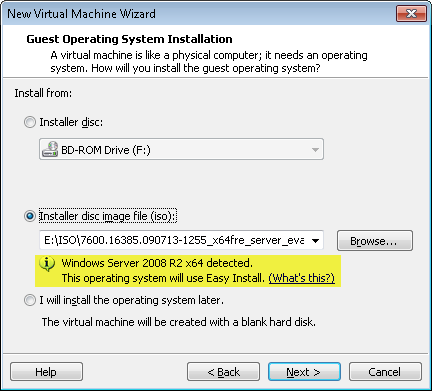 New Virtual Machine Wizard
Guest Operating System Installation
A virtual machine is like a physical computer; it needs an operating
system. How will you install the guest operating system?
Install from:
Installer disc:
BD-ROM Drive (F:)
Installer disc image file (iso):
E:\ISO\7600.16385.090713-1255_x64fre_server_eva
Browse...
Windows Server 2008 R2 x64 detected.
This operating system will use Easy Install. (What's this?)
I will install the operating system later.
The virtual machine will be created with a blank hard disk.
Help
< Back
Next >
Cancel